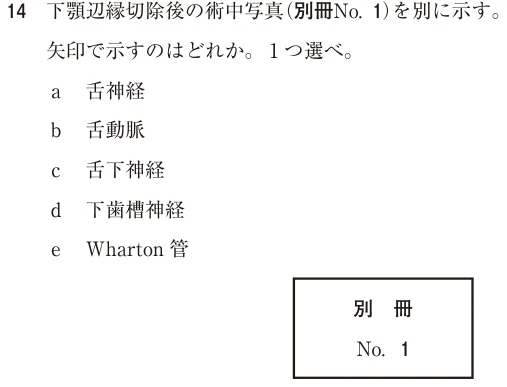 14 下顎辺縁切除後の術中写真(別冊No. 1)を別に示す。
矢印で示すのはどれか。1つ選べ。
a 舌神経
b 舌動脈
c 舌下神経
d 下歯槽神経
e Wharton 管
別 冊
No. 1